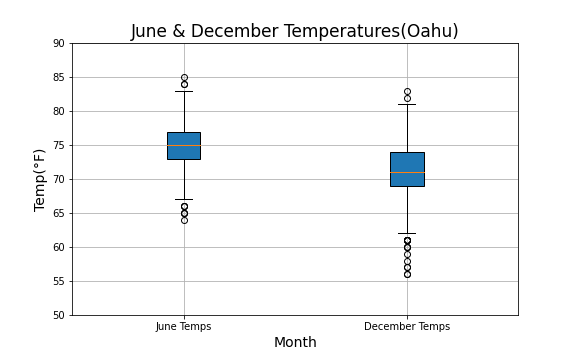 June & December Temperatures(Oahu)
90
85
80
75
70
65
60
55
50
Temp(°F)
June Temps
December Temps
Month